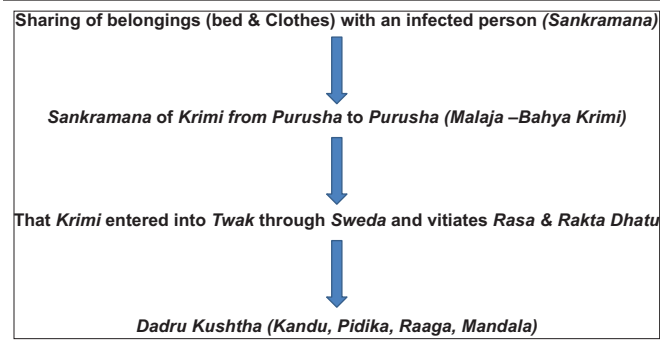 Sharing of belongings (bed & Clothes) with an infected person (Sankramana)
Sankramana of Krimi from Purusha to Purusha (Malaja –Bahya Krimi)
That Krimi entered into Twak through Sweda and vitiates Rasa & Rakta Dhatu
Dadru Kushtha (Kandu, Pidika, Raaga, Mandala)